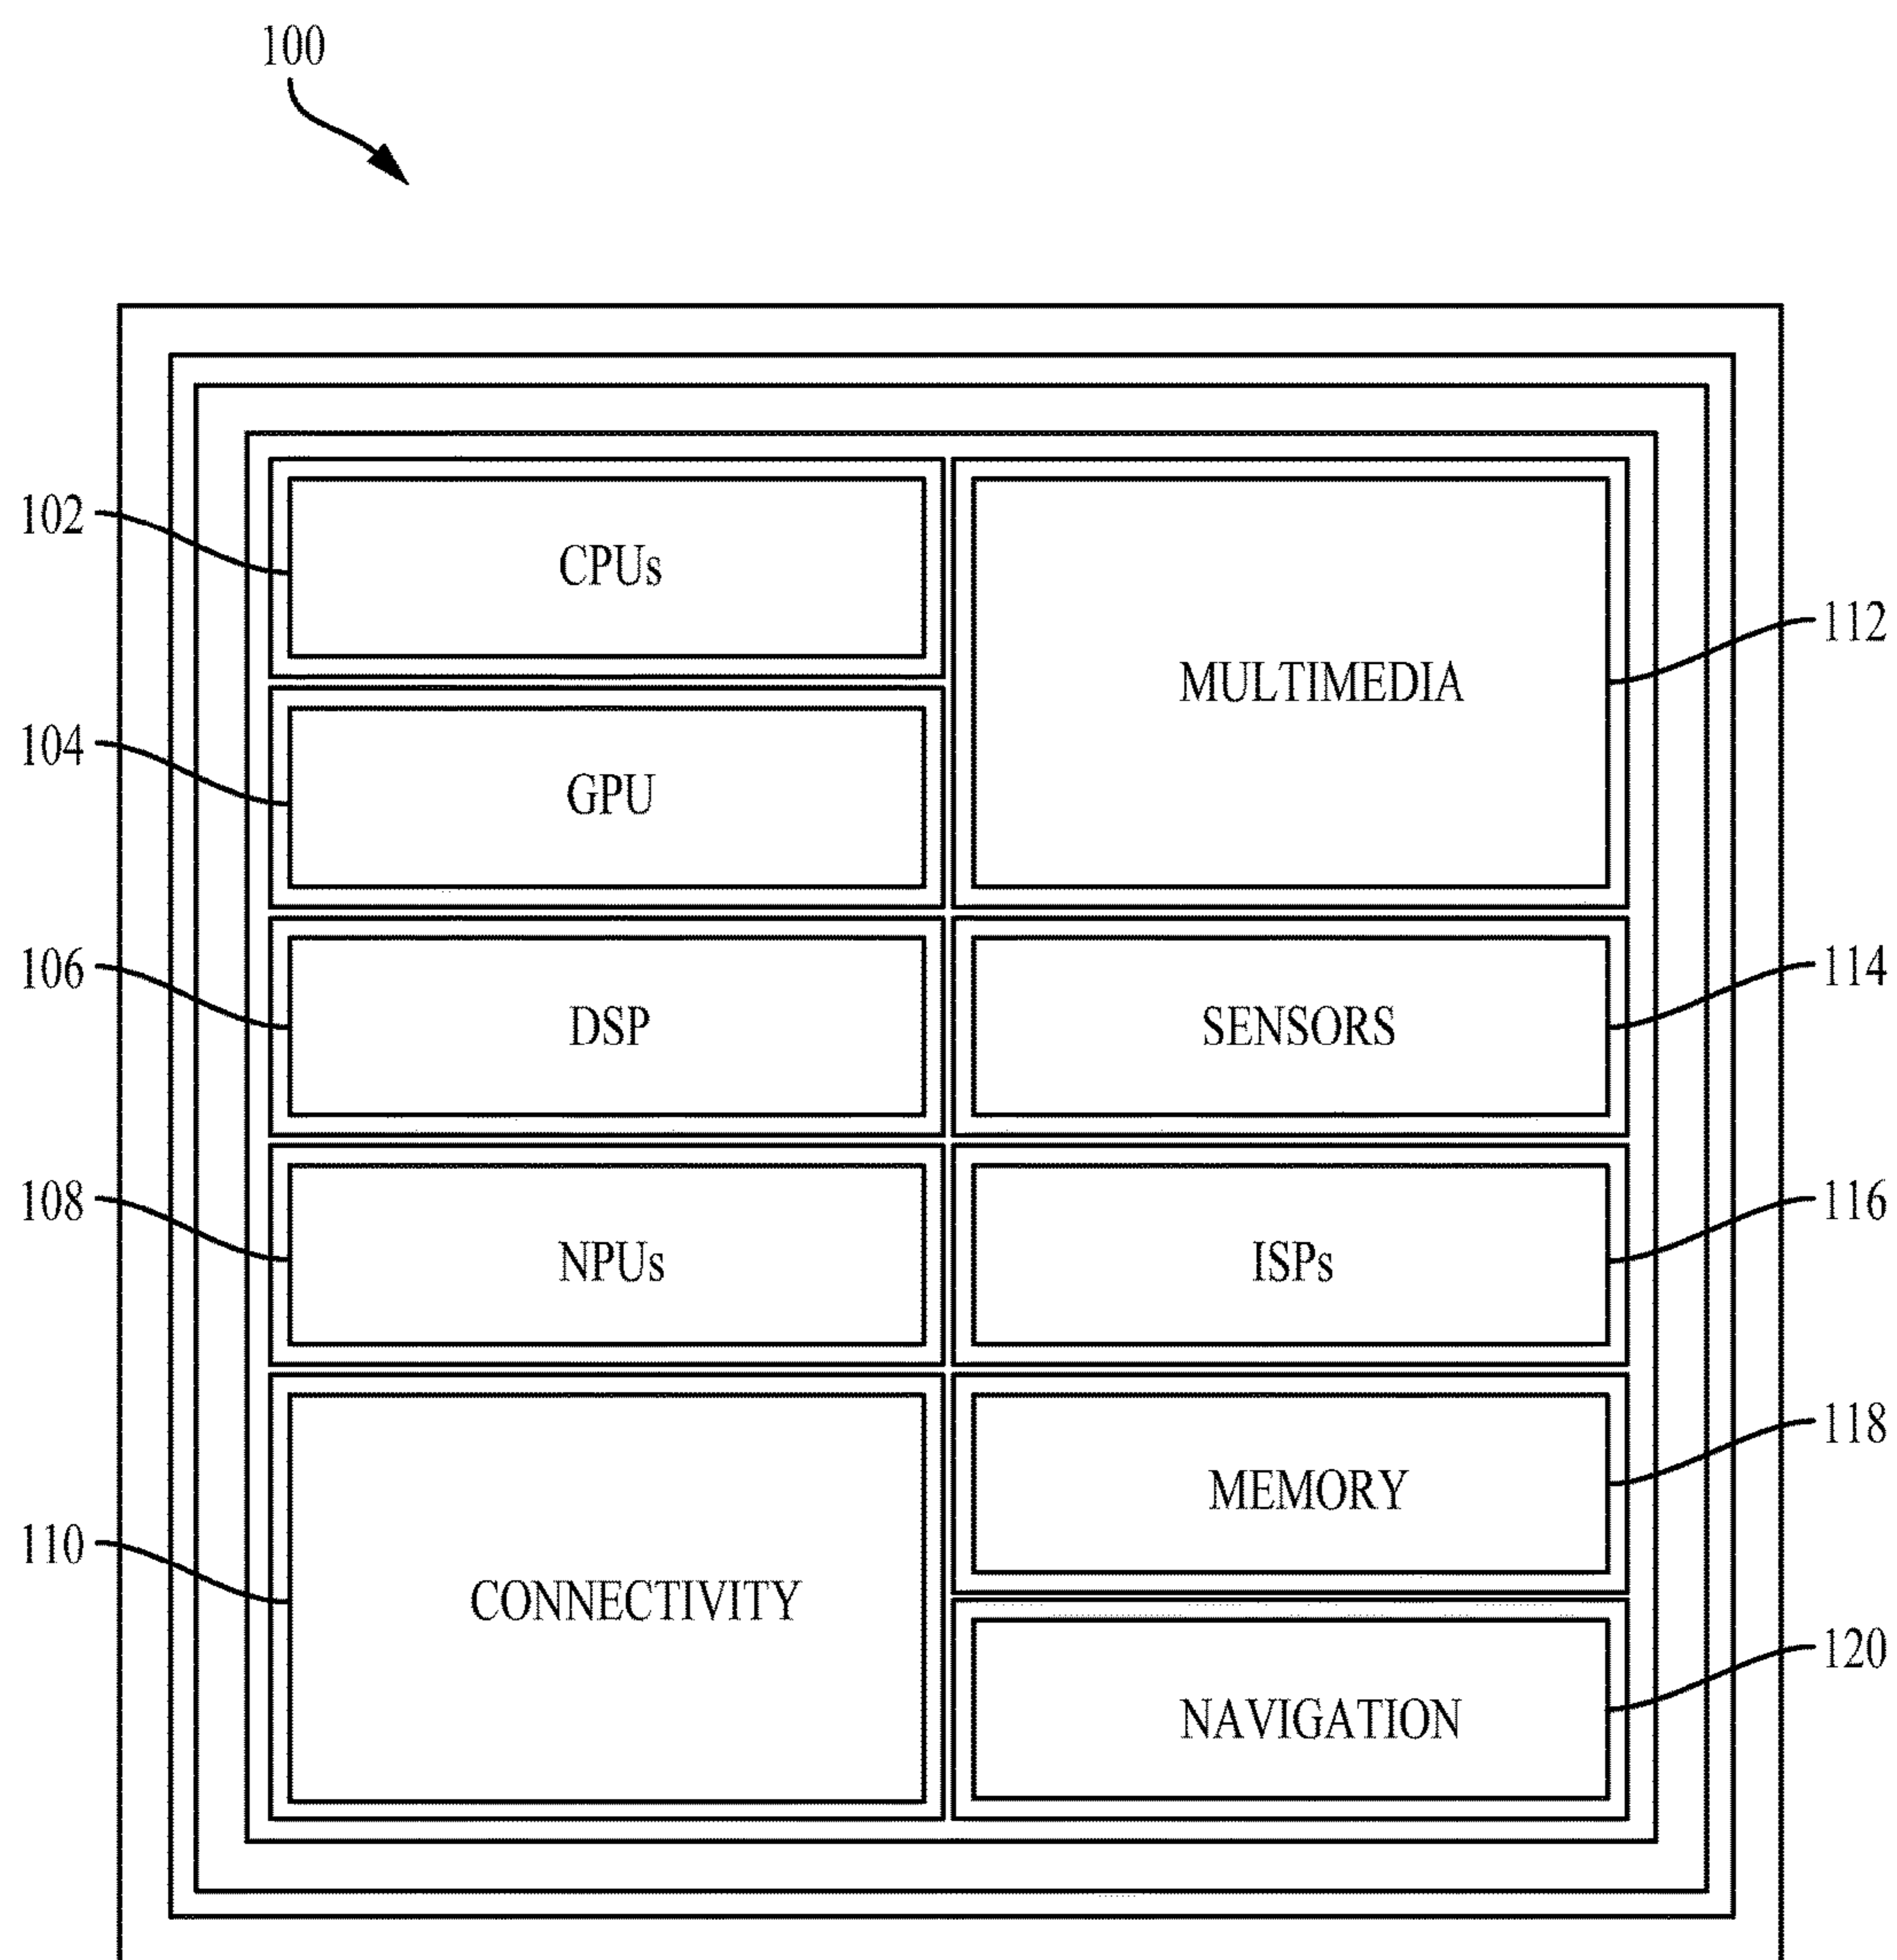 100
102
CPUs
112
MULTIMEDIA
104
GPU
106
DSP
114
SENSORS
108
NPUs
116
ISPs
118
MEMORY
110
CONNECTIVITY
120
NAVIGATION